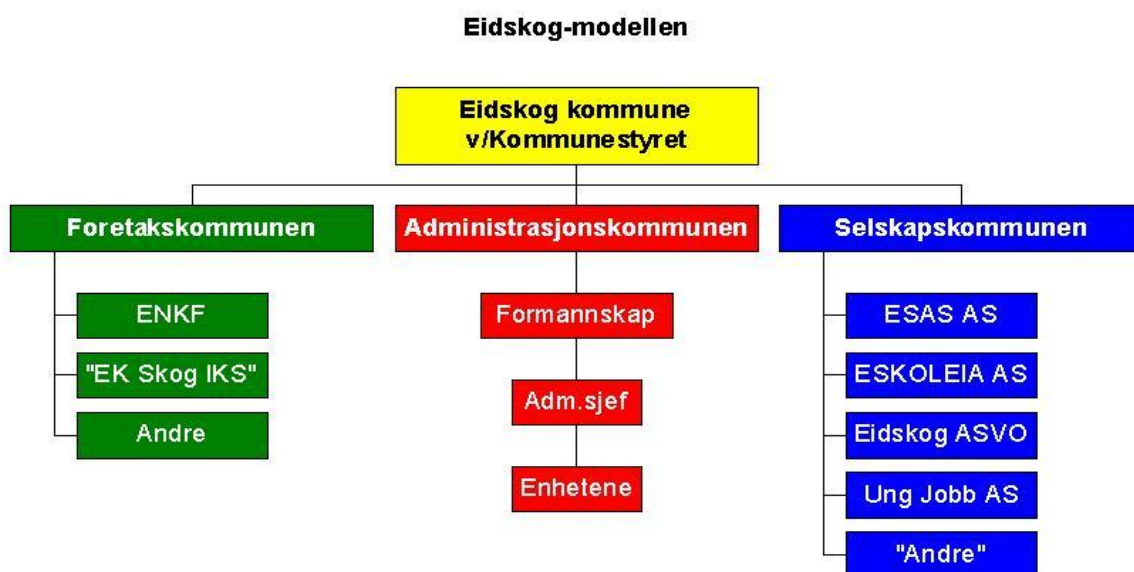 Eidskog-modellen
Eidskog kommune
v/Kommunestyret
Foretakskommunen
Administrasjonskommunen
Selskapskommunen
ENKF
"EK Skog IKS"
Andre
Formannskap
Adm.sjef
Enhetene
ESAS AS
ESKOLEIA AS
Eidskog ASVO
Ung Jobb AS
"Andre"